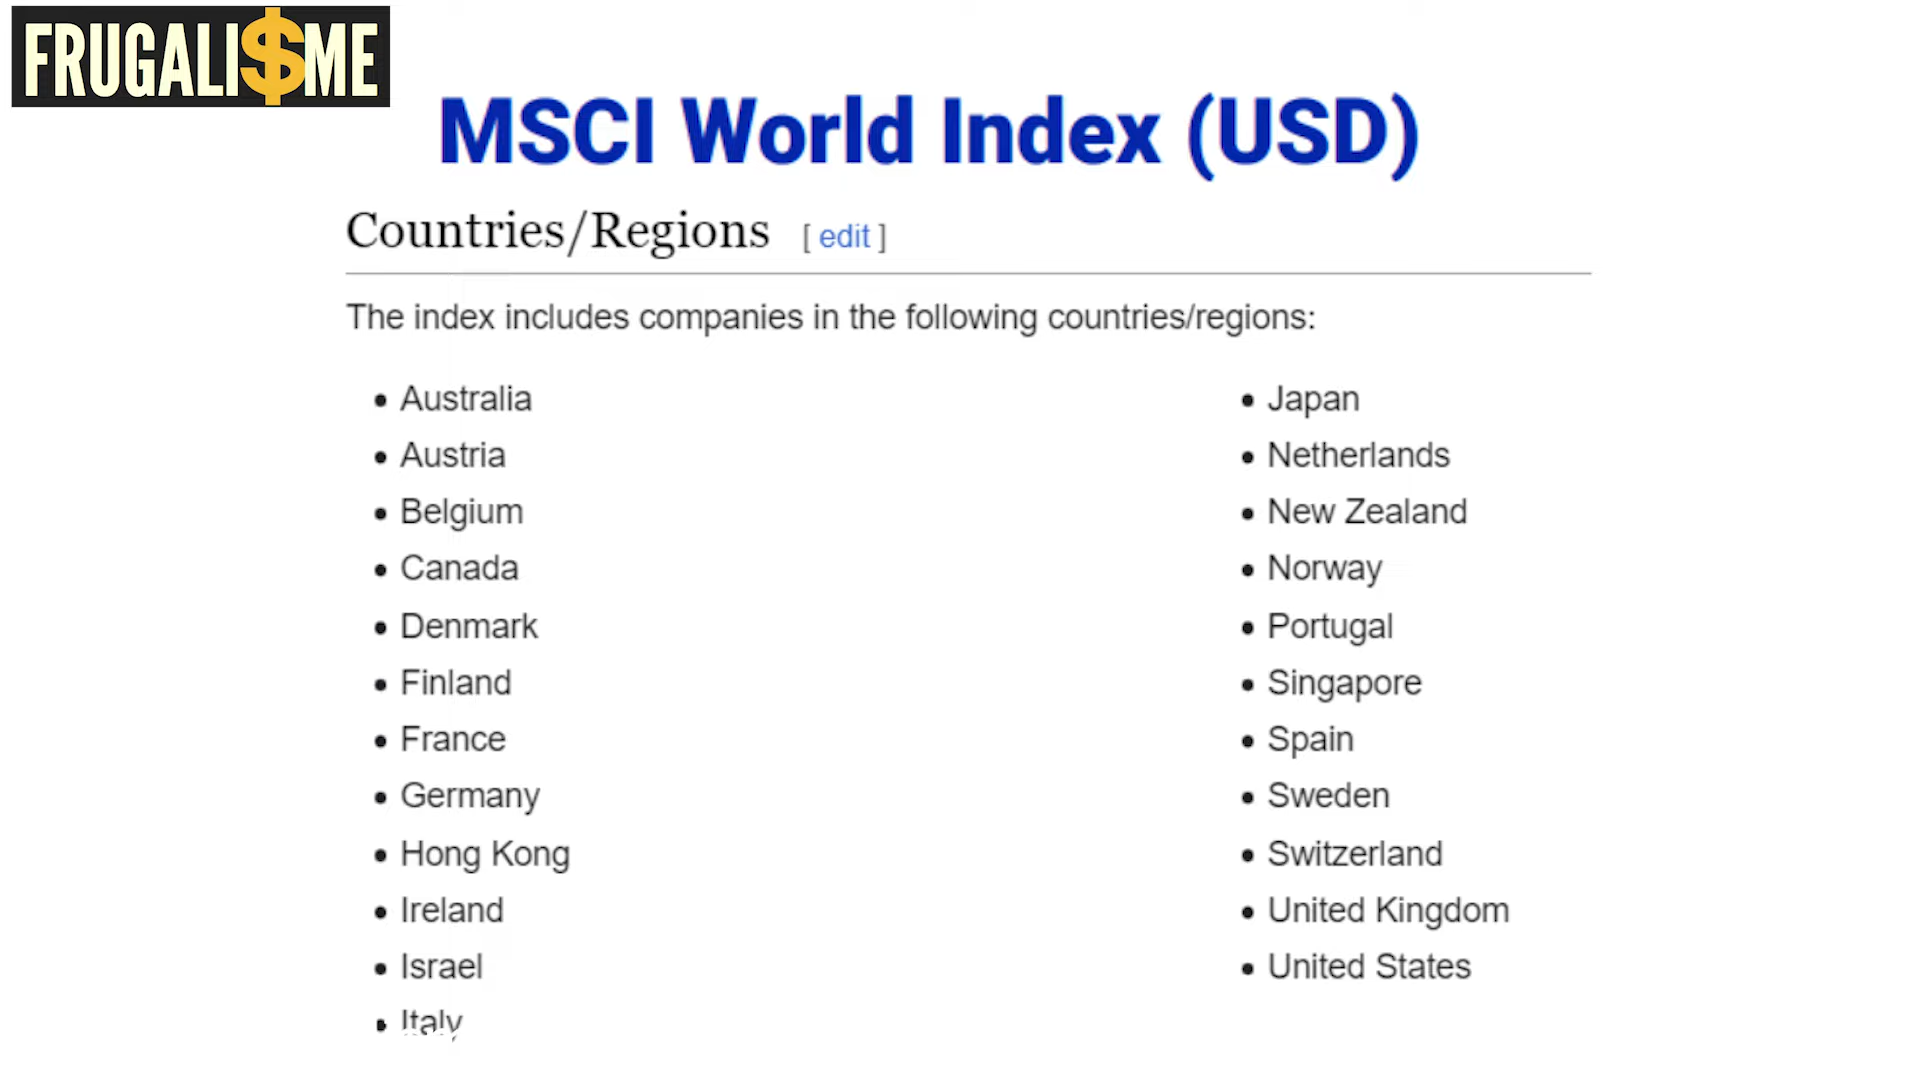 FRUGALI$ME
MSCI World Index (USD)
Countries/Regions [ edit ]
The index includes companies in the following countries/regions:
• Australia
• Austria
• Belgium
• Canada
• Denmark
• Finland
• France
• Germany
• Hong Kong
• Ireland
• Israel
• Italy
• Japan
• Netherlands
• New Zealand
• Norway
• Portugal
• Singapore
• Spain
• Sweden
• Switzerland
• United Kingdom
• United States